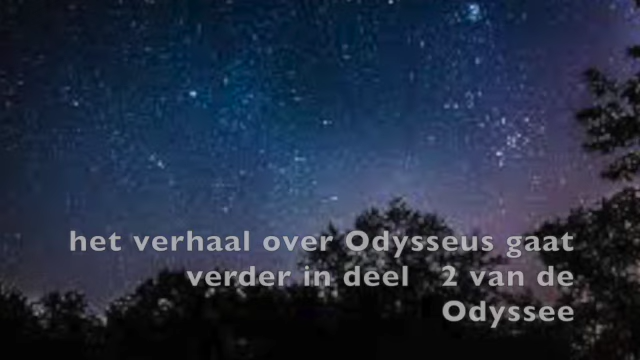 het verhaal over Odysseus gaat
verder in deel 2 van de
Odyssee